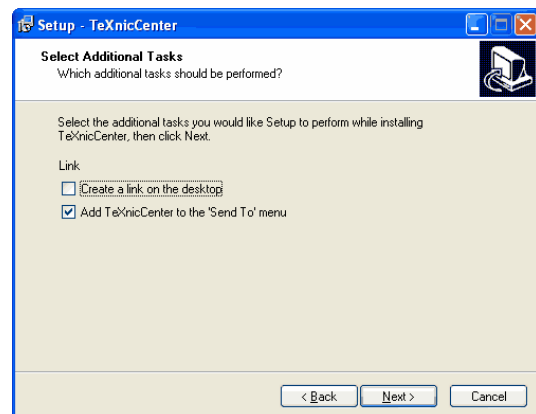 Setup - TeXnicCenter
Select Additional Tasks
Which additional tasks should be performed?
Select the additional tasks you would like Setup to perform while installing
TeXnicCenter, then click Next.
Link
Create a link on the desktop
Add TeXnicCenter to the 'Send To' menu
< Back Next > Cancel